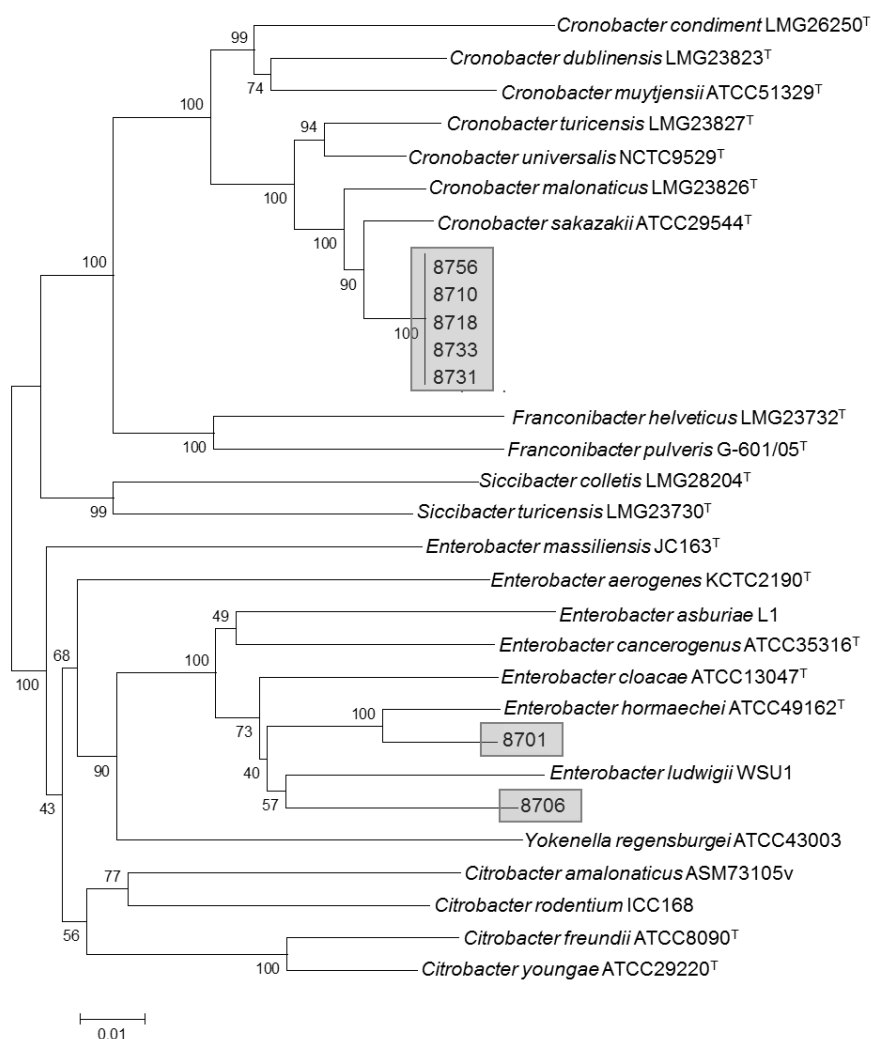 Cronobacter condiment LMG26250ᵀ
99
Cronobacter dublinensis LMG23823ᵀ
74
Cronobacter muytjensii ATCC51329ᵀ
100
94
Cronobacter turicensis LMG23827ᵀ
Cronobacter universalis NCTC9529ᵀ
100
Cronobacter malonaticus LMG23826ᵀ
Cronobacter sakazakii ATCC29544ᵀ
100
100
90
8756
8710
8718
100
8733
8731
Franconibacter helveticus LMG23732ᵀ
100
Franconibacter pulveris G-601/05ᵀ
Siccibacter colletis LMG28204ᵀ
99
Siccibacter turicensis LMG23730ᵀ
Enterobacter massiliensis JC163ᵀ
Enterobacter aerogenes KCTC2190ᵀ
49
Enterobacter asburiae L1
Enterobacter cancerogenus ATCC35316ᵀ
68
100
100
Enterobacter cloacae ATCC13047ᵀ
100
Enterobacter hormaechei ATCC49162ᵀ
73
8701
90
40
Enterobacter ludwigii WSU1
43
57
8706
Yokenella regensburgei ATCC43003
77
Citrobacter amalonaticus ASM73105v
Citrobacter rodentium ICC168
56
Citrobacter freundii ATCC8090ᵀ
100
Citrobacter youngae ATCC29220ᵀ
0.01